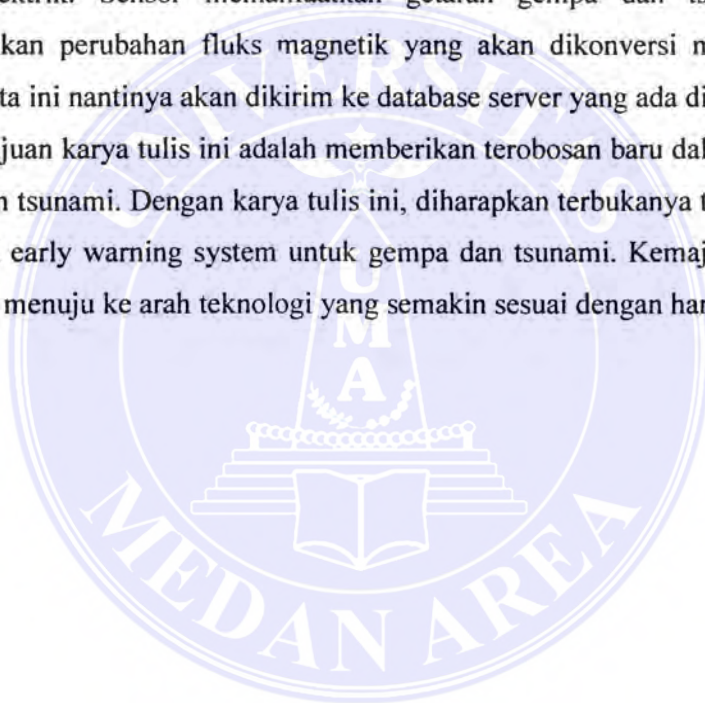 Sensor memanfaatkan getaran gempa dan
kan perubahan fluks magnetik yang akan dikonversi
ta ini nantinya akan dikirim ke database server yang ada di
juan karya tulis ini adalah memberikan terobosan baru dal
n tsunami. Dengan karya tulis ini, diharapkan terbukanya t
early warning system untuk gempa dan tsunami. Kemaj
menuju ke arah teknologi yang semakin sesuai dengan har
UNIVERSITAS
UMA
MEDAN AREA